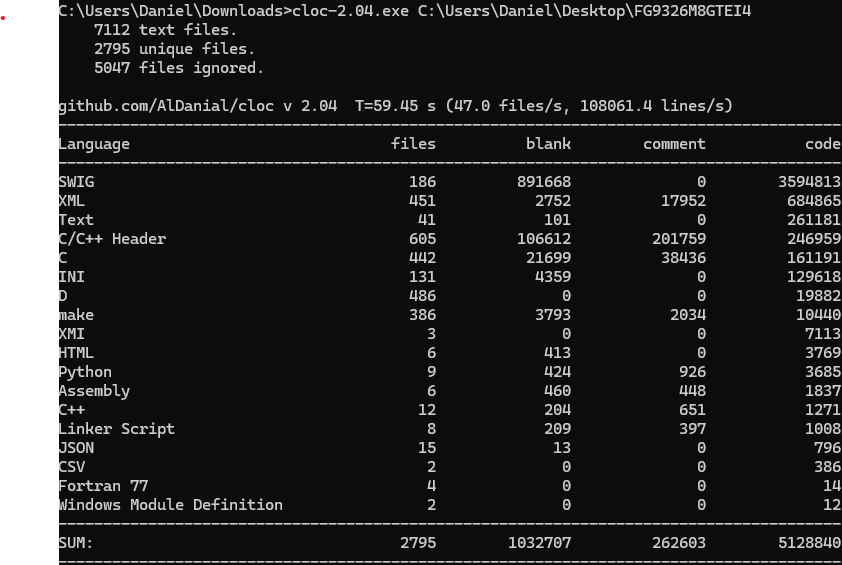 C:\Users\Daniel\Downloads>cloc-2.04.exe C:\Users\Daniel\Desktop\FG9326M8GTEI4
    7112 text files.
    2795 unique files.
    5047 files ignored.
github.com/AlDanial/cloc v 2.04  T=59.45 s (47.0 files/s, 108061.4 lines/s)
-------------------------------------------------------------------------------
Language                             files          blank        comment           code
-------------------------------------------------------------------------------
SWIG                                   186         891668              0        3594813
XML                                    451           2752          17952         684865
Text                                    41            101              0         261181
C/C++ Header                           605         106612         201759         246959
C                                      442          21699          38436         161191
INI                                    131           4359              0         129618
D                                      486              0              0          19882
make                                   386           3793           2034          10440
XMI                                      3              0              0           7113
HTML                                     6            413              0           3769
Python                                   9            424            926           3685
Assembly                                 6            460            448           1837
C++                                     12            204            651           1271
Linker Script                            8            209            397           1008
JSON                                    15             13              0            796
CSV                                      2              0              0            386
Fortran 77                               4              0              0             14
Windows Module Definition                2              0              0             12
-------------------------------------------------------------------------------
SUM:                                  2795        1032707         262603        5128840
-------------------------------------------------------------------------------